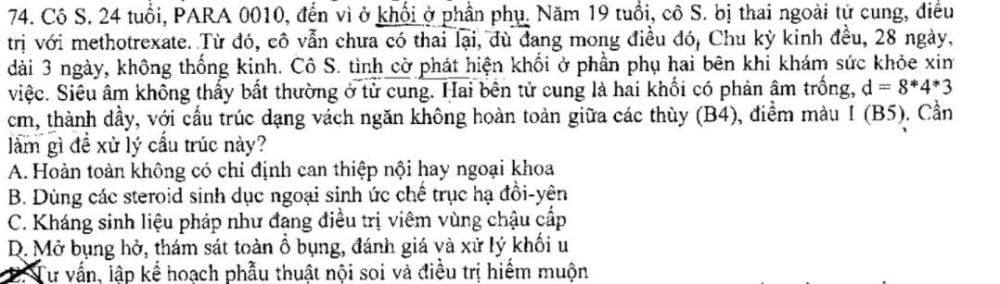 74. Cô S. 24 tuổi, PARA 0010, đến vì ở khối ở phần phụ. Năm 19 tuổi, cô S. bị thai ngoài tử cung, điều
trị với methotrexate. Từ đó, cô vẫn chưa có thai lại, dù đang mong điều đó, Chu kỳ kinh đều, 28 ngày,
dài 3 ngày, không thống kinh. Cô S. tình cờ phát hiện khối ở phần phụ hai bên khi khám sức khỏe xin
việc. Siêu âm không thấy bất thường ở tử cung. Hai bên tử cung là hai khối có phản âm trống, d = 8*4*3
cm, thành dầy, với cấu trúc dạng vách ngăn không hoàn toàn giữa các thùy (B4), điểm màu 1 (B5). Cần
làm gì để xử lý cấu trúc này?
A. Hoàn toàn không có chỉ định can thiệp nội hay ngoại khoa
B. Dùng các steroid sinh dục ngoại sinh ức chế trục hạ đồi-yên
C. Kháng sinh liệu pháp như đang điều trị viêm vùng chậu cấp
D. Mở bụng hở, thám sát toàn ổ bụng, đánh giá và xử lý khối u
E. Tư vấn, lập kế hoạch phẫu thuật nội soi và điều trị hiếm muộn